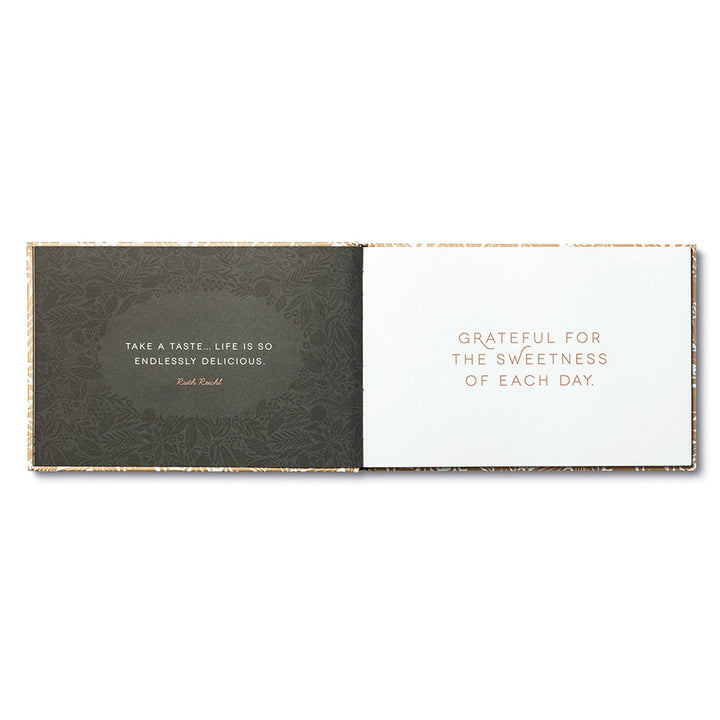 TAKE A TASTE... LIFE IS SO
ENDLESSLY DELICIOUS.
Ruth Reichl
GRATEFUL FOR
THE SWEETNESS
OF EACH DAY.